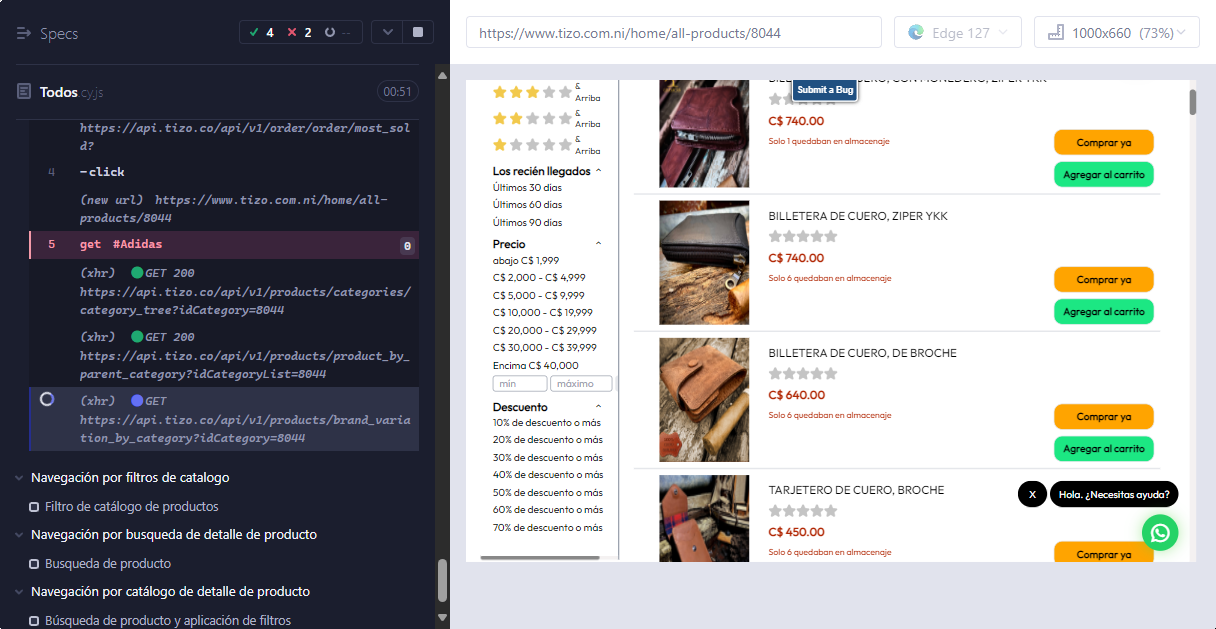 Specs
4
2
--
Todos.cy.js
00:51
https://api.tizo.co/api/v1/order/order/most_sol
d?
4
-click
(new url) https://www.tizo.com.ni/home/all-
products/8044
5
get #Adidas
0
(xhr) GET 200
https://api.tizo.co/api/v1/products/categories/
category_tree?idCategory=8044
(xhr) GET 200
https://api.tizo.co/api/v1/products/product_by_
parent_category?idCategoryList=8044
(xhr) GET
https://api.tizo.co/api/v1/products/brand_varia
tion_by_category?idCategory=8044
Navegación por filtros de catalogo
Filtro de catálogo de productos
Navegación por busqueda de detalle de producto
Busqueda de producto
Navegación por catálogo de detalle de producto
Búsqueda de producto y aplicación de filtros
https://www.tizo.com.ni/home/all-products/8044
Edge 127
1000x660 (73%)
&
Arriba
&
Arriba
&
Arriba
Los recién llegados
Últimos 30 días
Últimos 60 días
Últimos 90 días
Precio
abajo C$ 1,999
C$ 2,000 - C$ 4,999
C$ 5,000 - C$ 9,999
C$ 10,000 - C$ 19,999
C$ 20,000 - C$ 29,999
C$ 30,000 - C$ 39,999
Encima C$ 40,000
mín
máximo
Descuento
10% de descuento o más
20% de descuento o más
30% de descuento o más
40% de descuento o más
50% de descuento o más
60% de descuento o más
70% de descuento o más
CUERO, CON MONEDERO, ZIPER YKK
Submit a Bug
C$ 740.00
Solo 1 quedaban en almacenaje
Comprar ya
Agregar al carrito
BILLETERA DE CUERO, ZIPER YKK
C$ 740.00
Solo 6 quedaban en almacenaje
Comprar ya
Agregar al carrito
BILLETERA DE CUERO, DE BROCHE
C$ 640.00
Solo 6 quedaban en almacenaje
Comprar ya
Agregar al carrito
TARJETERO DE CUERO, BROCHE
C$ 450.00
Solo 6 quedaban en almacenaje
Comprar ya
X
Hola. ¿Necesitas ayuda?